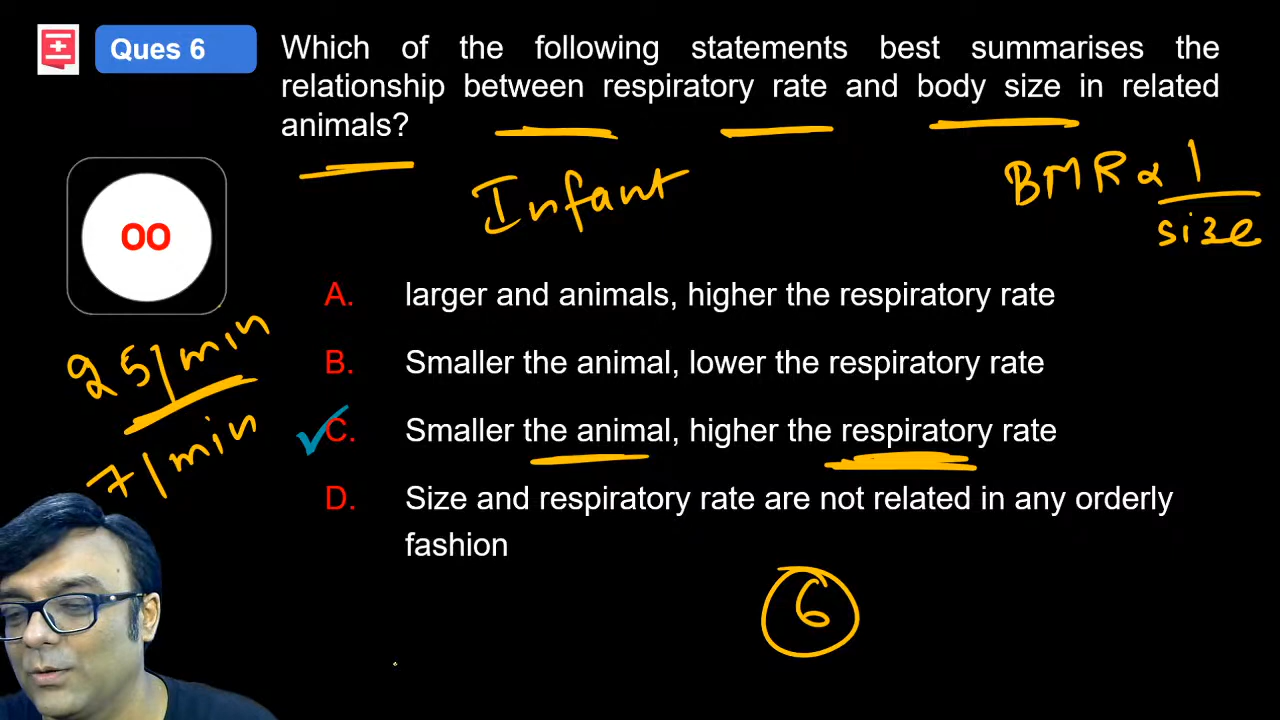 Ques 6
Which of the following statements best summarises the
relationship between respiratory rate and body size in related
animals?
Infant
BMR ∝ 1
size
00
A. larger and animals, higher the respiratory rate
25/min
B. Smaller the animal, lower the respiratory rate
7/min
C. Smaller the animal, higher the respiratory rate
D. Size and respiratory rate are not related in any orderly
fashion
6